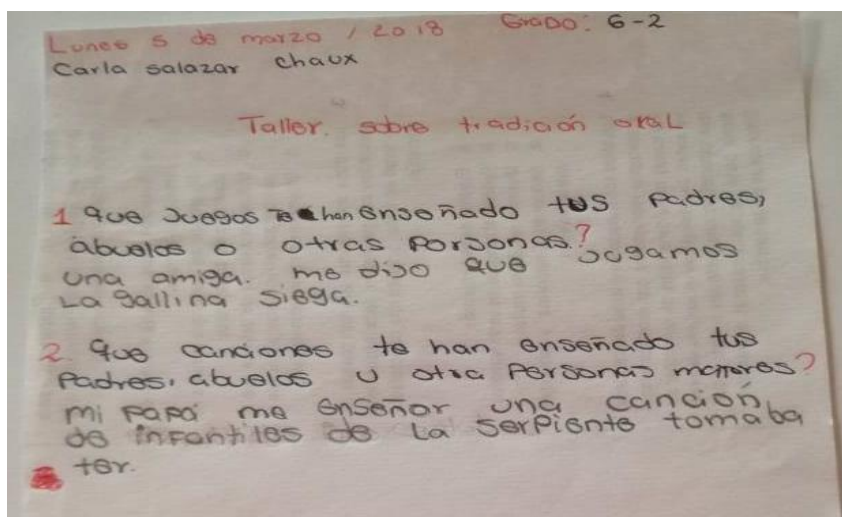 Lunes 5 de marzo / 2018 Grado: 6-2
Carla salazar chaux
Taller. sobre tradición oral
1 que Juegos te han enseñado tus padres,
abuelos o otras personas?
una amiga. me dijo que jugamos
La gallina siega.
2. que canciones te han enseñado tus
padres, abuelos u otra personas mayores?
mi papá me enseñor una canción
de infantiles de la serpiente tomaba
ter.